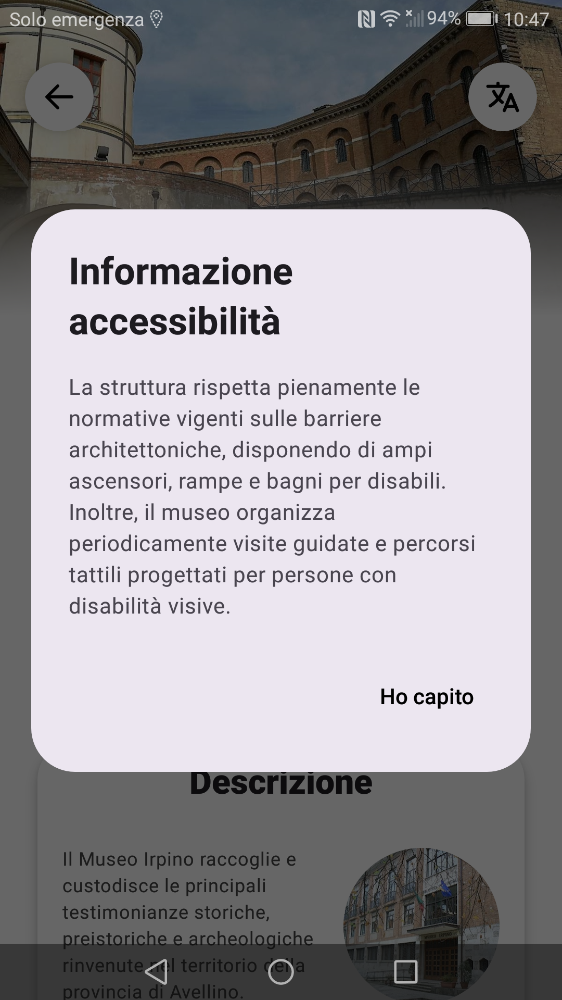 Solo emergenza 94% 10:47
Informazione
accessibilità
La struttura rispetta pienamente le
normative vigenti sulle barriere
architettoniche, disponendo di ampi
ascensori, rampe e bagni per disabili.
Inoltre, il museo organizza
periodicamente visite guidate e percorsi
tattili progettati per persone con
disabilità visive.
Ho capito
Descrizione
Il Museo Irpino raccoglie e
custodisce le principali
testimonianze storiche,
preistoriche e archeologiche
rinvenute nel territorio della
provincia di Avellino.
MUSEO IRPINO